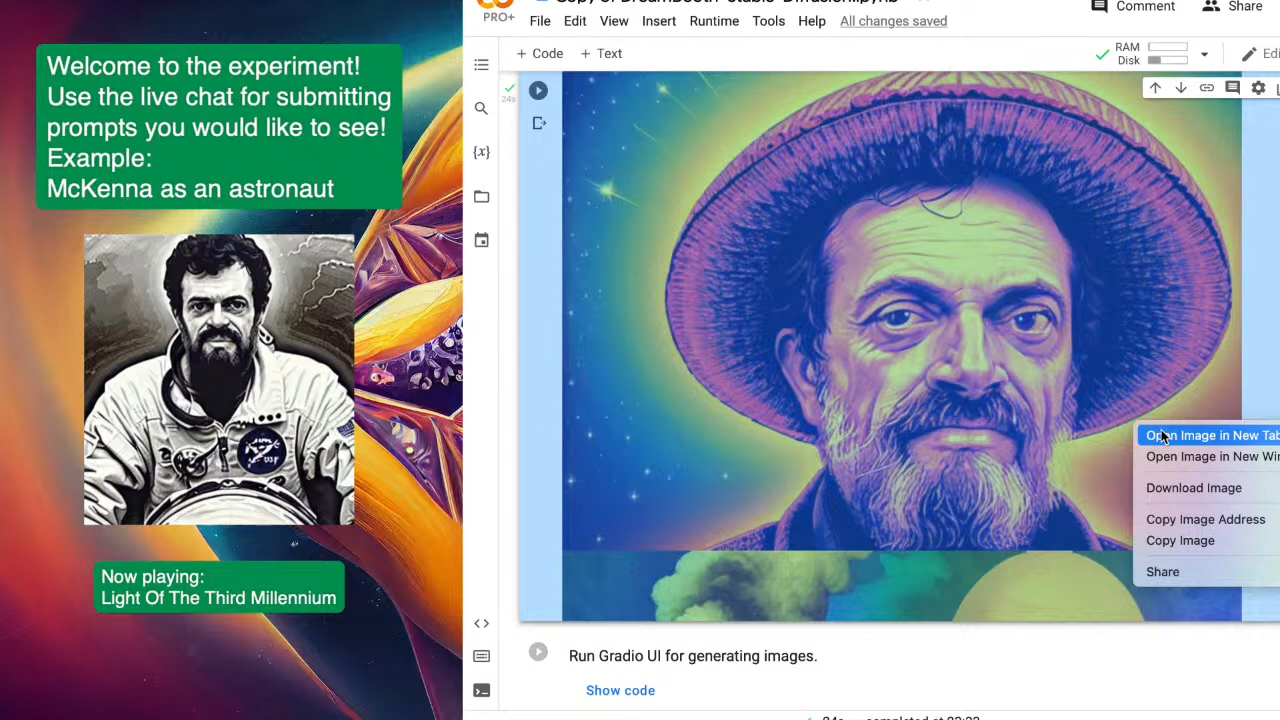 Welcome to the experiment!
Use the live chat for submitting
prompts you would like to see!
Example:
McKenna as an astronaut
Now playing:
Light Of The Third Millennium
PRO+
File Edit View Insert Runtime Tools Help All changes saved
Comment Share
+ Code + Text
RAM
Disk
24s
{x}
Open Image in New Tab
Open Image in New
Download Image
Copy Image Address
Copy Image
Share
Run Gradio UI for generating images.
Show code